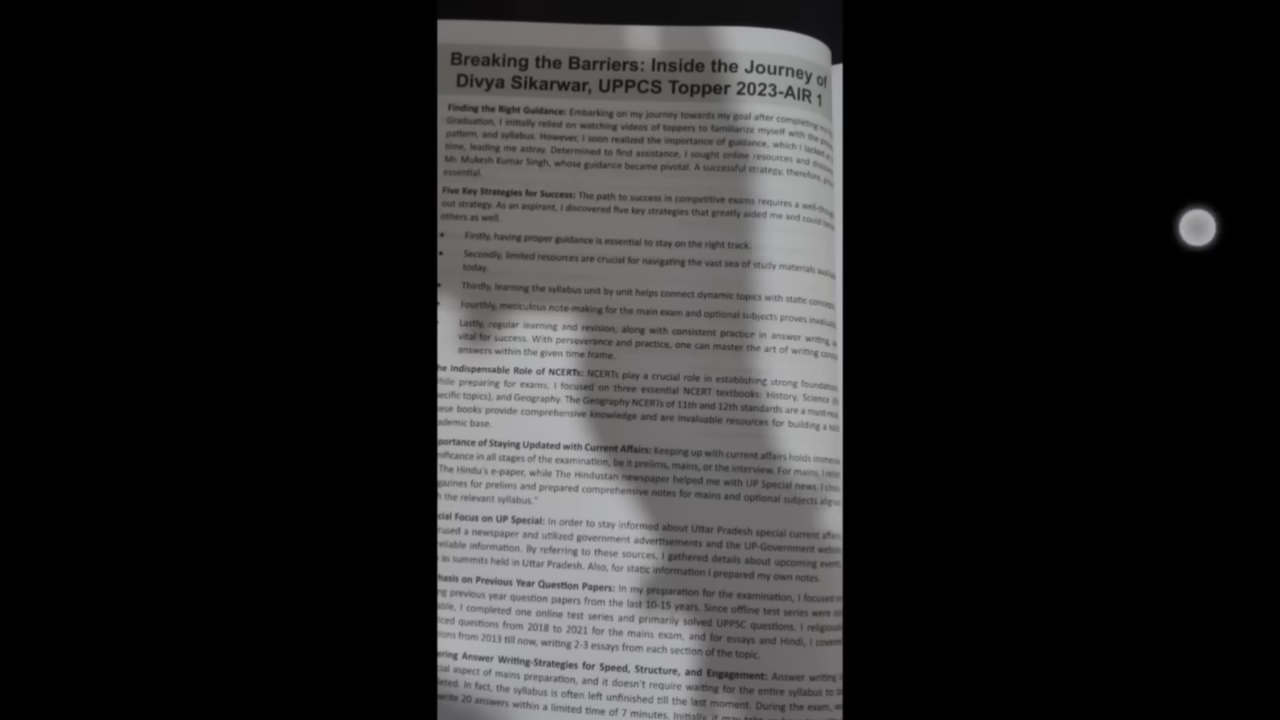 Breaking the Barriers: Inside the Journey of
Divya Sikarwar, UPPCS Topper 2023-AIR 1
Finding the Right Guidance: Embarking on my journey towards my goal after completing my
Graduation, I initially relied on watching videos of toppers to familiarize myself with the
pattern, and syllabus. However, I soon realized the importance of guidance, which I lacked
time, leading me astray. Determined to find assistance, I sought online resources and
Mr. Mukesh Kumar Singh, whose guidance became pivotal. A successful strategy, therefore,
essential.
Five Key Strategies for Success: The path to success in competitive exams requires a
out strategy. As an aspirant, I discovered five key strategies that greatly aided me and could
others as well.
• Firstly, having proper guidance is essential to stay on the right track.
• Secondly, limited resources are crucial for navigating the vast sea of study materials
today.
• Thirdly, learning the syllabus unit by unit helps connect dynamic topics with static
• Fourthly, meticulous note-making for the main exam and optional subjects proves
Lastly, regular learning and revision, along with consistent practice in answer writing,
vital for success. With perseverance and practice, one can master the art of writing
answers within the given time frame.
he Indispensable Role of NCERTs: NCERTs play a crucial role in establishing strong
hile preparing for exams, I focused on three essential NCERT textbooks: History, Science
ecific topics), and Geography. The Geography NCERTs of 11th and 12th standards are a
ese books provide comprehensive knowledge and are invaluable resources for building a
ademic base.
portance of Staying Updated with Current Affairs: Keeping up with current affairs holds
nificance in all stages of the examination, be it prelims, mains, or the interview. For mains, I
The Hindu's e-paper, while The Hindustan newspaper helped me with UP Special news. I
gazines for prelims and prepared comprehensive notes for mains and optional subjects
h the relevant syllabus."
cial Focus on UP Special: In order to stay informed about Uttar Pradesh special current
used a newspaper and utilized government advertisements and the UP-Government
eliable information. By referring to these sources, I gathered details about upcoming
as summits held in Uttar Pradesh. Also, for static information I prepared my own notes.
hasis on Previous Year Question Papers: In my preparation for the examination, I focused
ng previous year question papers from the last 10-15 years. Since offline test series were
able, I completed one online test series and primarily solved UPPSC questions. I
ced questions from 2018 to 2021 for the mains exam, and for essays and Hindi, I
ions from 2013 till now, writing 2-3 essays from each section of the topic.
ering Answer Writing-Strategies for Speed, Structure, and Engagement: Answer writing
ial aspect of mains preparation, and it doesn't require waiting for the entire syllabus to
leted. In fact, the syllabus is often left unfinished till the last moment. During the exam,
write 20 answers within a limited time of 7 minutes. Initially, it may